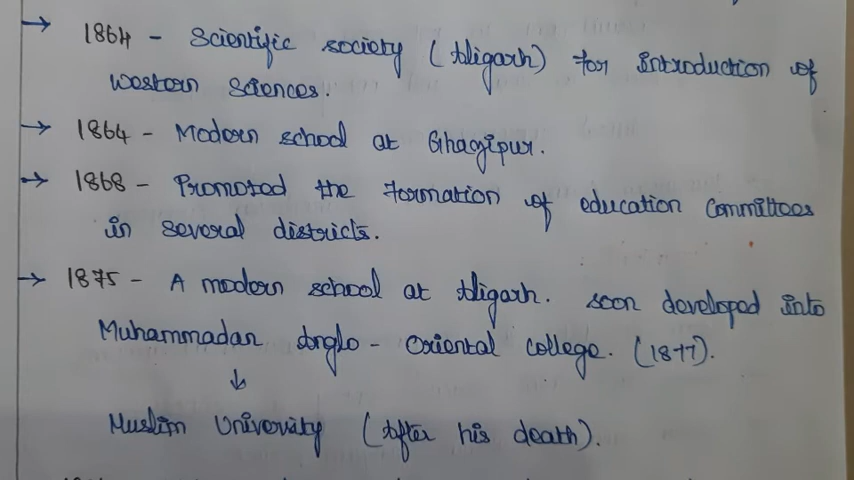 → 1864 - Scientific society (Aligarh) for introduction of
western sciences.
→ 1864 - Modern school at Ghazipur.
→ 1868 - Promoted the formation of education committees
in several districts.
→ 1875 - A modern school at Aligarh. soon developed into
Muhammadan Anglo - Oriental college. (1877).
↓
Muslim University (After his death).